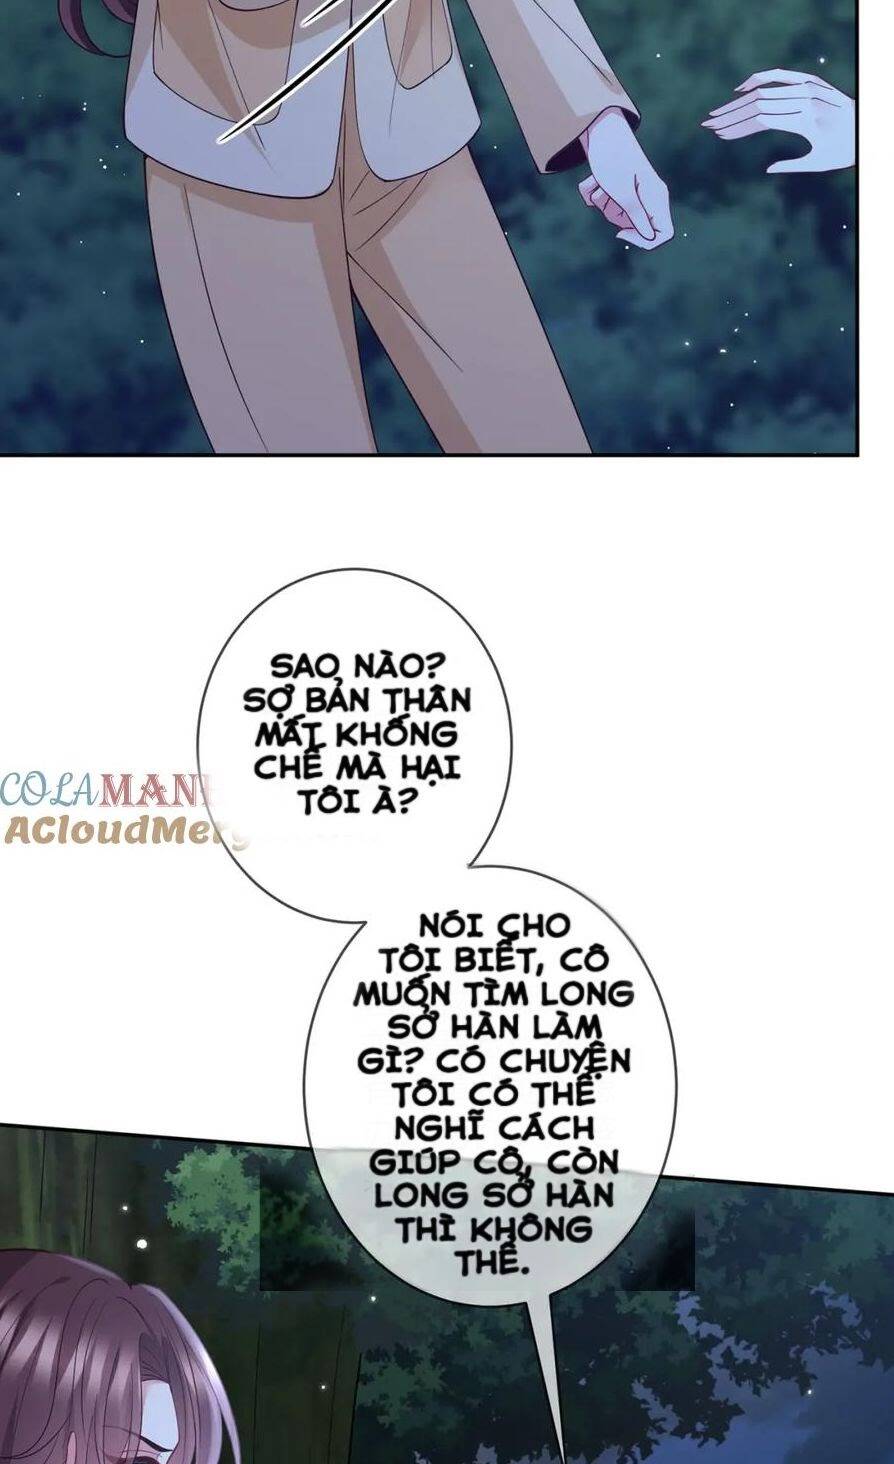 SAO NÀO?
SỢ BẢN THÂN
MẤT KHỐNG
CHẾ MÀ HẠI
TÔI À?
COLAMAN
ACloudMer
NÓI CHO
TÔI BIẾT, CÔ
MUỐN TÌM LONG
SỞ HÀN LÀM
GÌ? CÓ CHUYỆN
TÔI CÓ THỂ
NGHĨ CÁCH
GIÚP CÔ, CÒN
LONG SỞ HÀN
THÌ KHÔNG
THỂ.